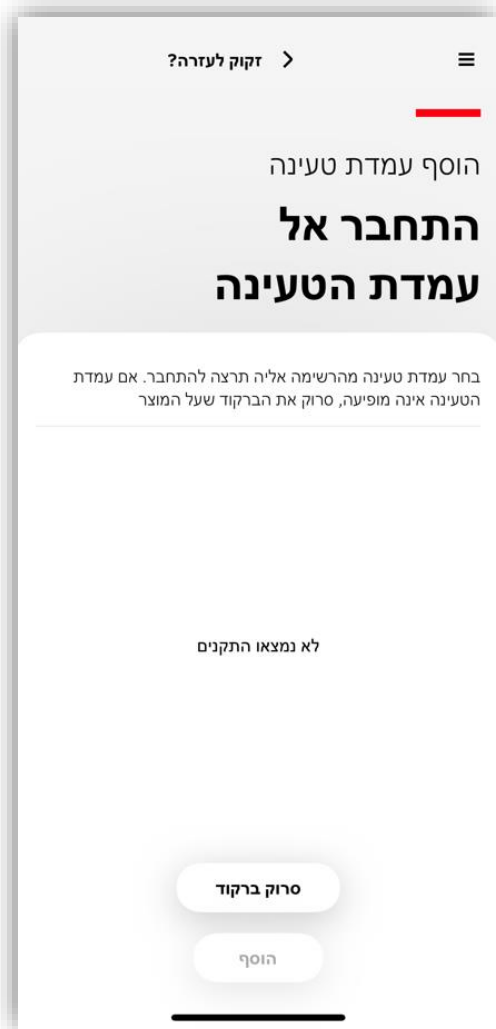 זקוק לעזרה?
הוסף עמדת טעינה
התחבר אל
עמדת הטעינה
בחר עמדת טעינה מהרשימה אליה תרצה להתחבר. אם עמדת
הטעינה אינה מופיעה, סרוק את הברקוד שעל המוצר
לא נמצאו התקנים
סרוק ברקוד
הוסף